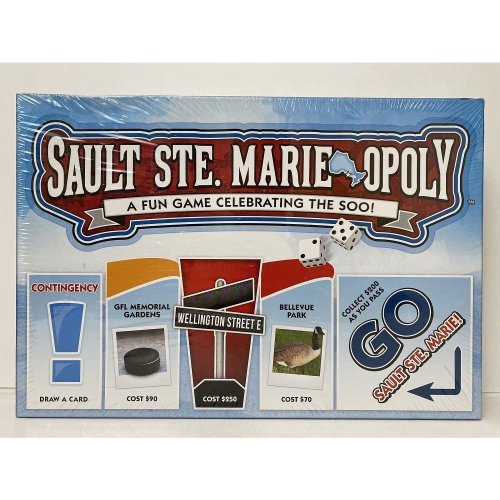 SAULT STE. MARIE OPOLY
TM
A FUN GAME CELEBRATING THE SOO!
CONTINGENCY
!
DRAW A CARD
GFL MEMORIAL
GARDENS
COST $90
WELLINGTON STREET E
COST $250
BELLEVUE
PARK
COST $70
COLLECT $200
AS YOU PASS
GO
SAULT STE. MARIE!